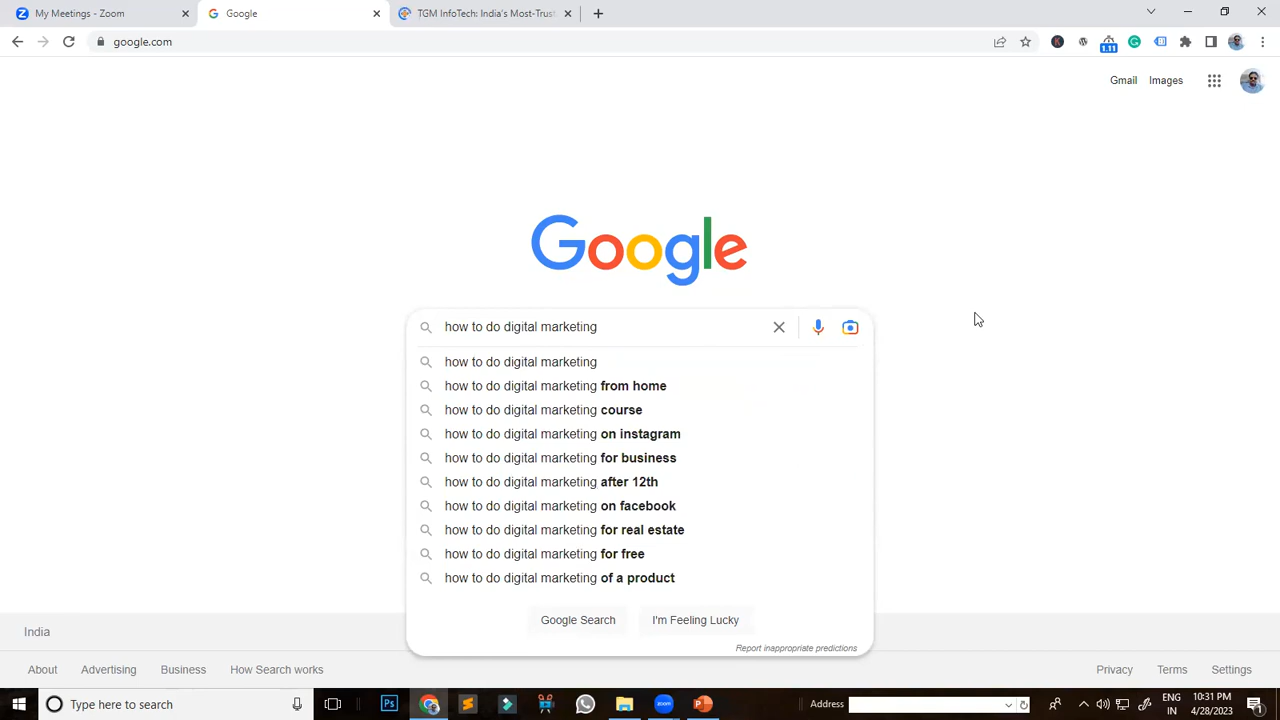 My Meetings - Zoom
Google
TGM InfoTech: India's Most-Trust
google.com
1.11
Gmail
Images
Google
how to do digital marketing
how to do digital marketing
how to do digital marketing from home
how to do digital marketing course
how to do digital marketing on instagram
how to do digital marketing for business
how to do digital marketing after 12th
how to do digital marketing on facebook
how to do digital marketing for real estate
how to do digital marketing for free
how to do digital marketing of a product
Google Search
I'm Feeling Lucky
Report inappropriate predictions
India
About
Advertising
Business
How Search works
Privacy
Terms
Settings
Type here to search
Ps
zoom
Address
ENG
IN
10:31 PM
4/28/2023